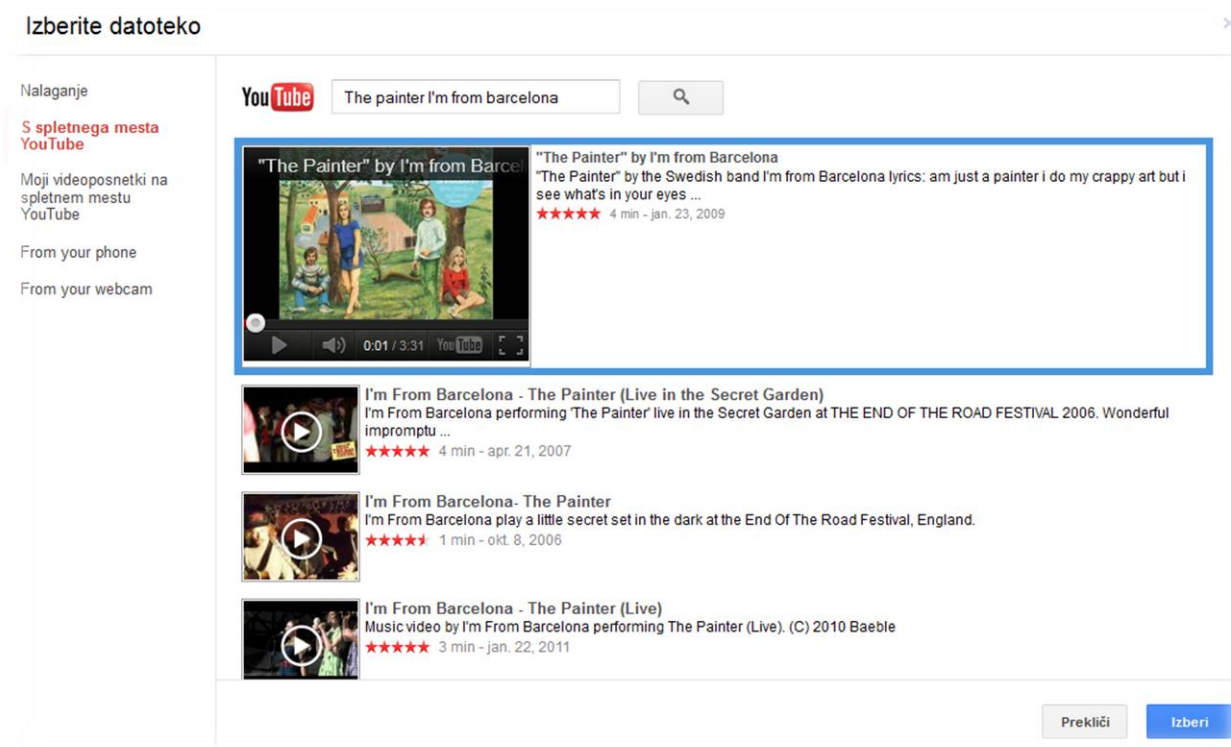 Izberite datoteko
Nalaganje
S spletnega mesta
YouTube
Moji videoposnetki na
spletnem mestu
YouTube
From your phone
From your webcam
YouTube
The painter I'm from barcelona
"The Painter" by I'm from Barcel
0:01 / 3:31 YouTube
"The Painter" by I'm from Barcelona
"The Painter" by the Swedish band I'm from Barcelona lyrics: am just a painter i do my crappy art but i
see what's in your eyes ...
4 min - jan. 23, 2009
I'm From Barcelona - The Painter (Live in the Secret Garden)
I'm From Barcelona performing 'The Painter' live in the Secret Garden at THE END OF THE ROAD FESTIVAL 2006. Wonderful
impromptu ...
4 min - apr. 21, 2007
I'm From Barcelona- The Painter
I'm From Barcelona play a little secret set in the dark at the End Of The Road Festival, England.
1 min - okt. 8, 2006
I'm From Barcelona - The Painter (Live)
Music video by I'm From Barcelona performing The Painter (Live). (C) 2010 Baeble
3 min - jan. 22, 2011
Prekliči
Izberi